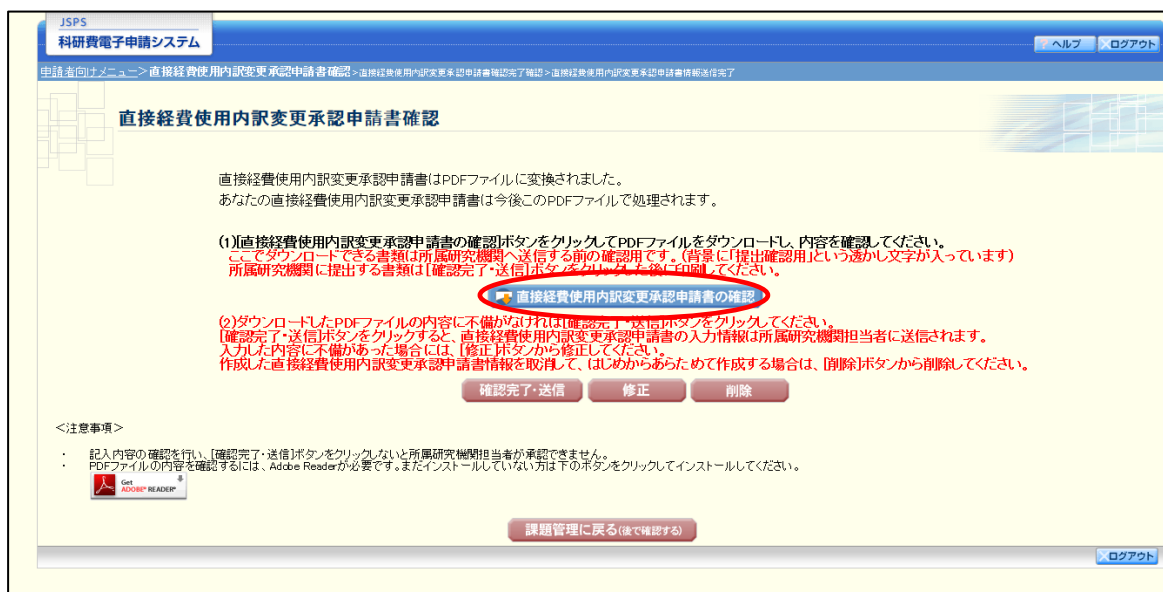 JSPS
科研費電子申請システム
? ヘルプ
ログアウト
申請者向けメニュー>直接経費使用内訳変更承認申請書確認>直接経費使用内訳変更承認申請書確認完了確認>直接経費使用内訳変更承認申請書情報送信完了
直接経費使用内訳変更承認申請書確認
直接経費使用内訳変更承認申請書はPDFファイルに変換されました。
あなたの直接経費使用内訳変更承認申請書は今後このPDFファイルで処理されます。
(1)[直接経費使用内訳変更承認申請書の確認]ボタンをクリックしてPDFファイルをダウンロードし、内容を確認してください。
ここでダウンロードできる書類は所属研究機関へ送信する前の確認用です。(背景に「提出確認用」という透かし文字が入っています)
所属研究機関に提出する書類は[確認完了・送信]ボタンをクリックした後に印刷してください。
直接経費使用内訳変更承認申請書の確認
(2)ダウンロードしたPDFファイルの内容に不備がなければ[確認完了・送信]ボタンをクリックしてください。
[確認完了・送信]ボタンをクリックすると、直接経費使用内訳変更承認申請書の入力情報は所属研究機関担当者に送信されます。
入力した内容に不備があった場合には、[修正]ボタンから修正してください。
作成した直接経費使用内訳変更承認申請書情報を取消して、はじめからあらためて作成する場合は、[削除]ボタンから削除してください。
確認完了・送信
修正
削除
<注意事項>
・ 記入内容の確認を行い、[確認完了・送信]ボタンをクリックしないと所属研究機関担当者が承認できません。
・ PDFファイルの内容を確認するには、Adobe Readerが必要です。まだインストールしていない方は下のボタンをクリックしてインストールしてください。
Get
ADOBE® READER®
課題管理に戻る(後で確認する)
ログアウト